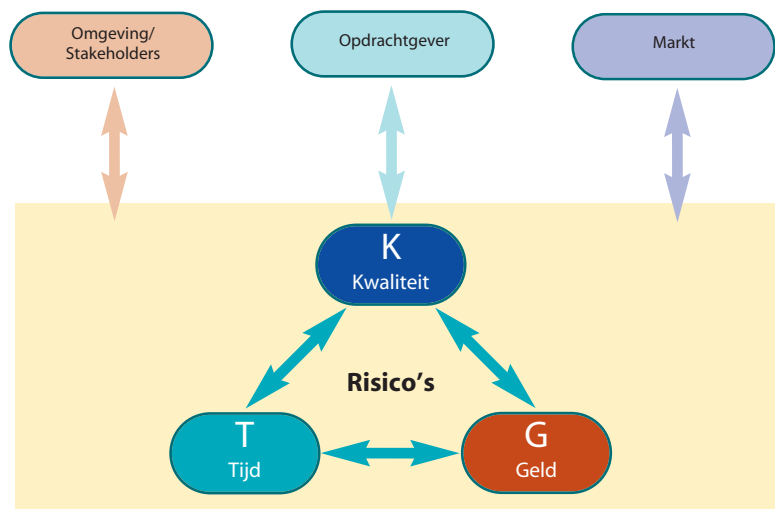 Omgeving/
Stakeholders
Opdrachtgever
Markt
K
Kwaliteit
Risico’s
T
Tijd
G
Geld